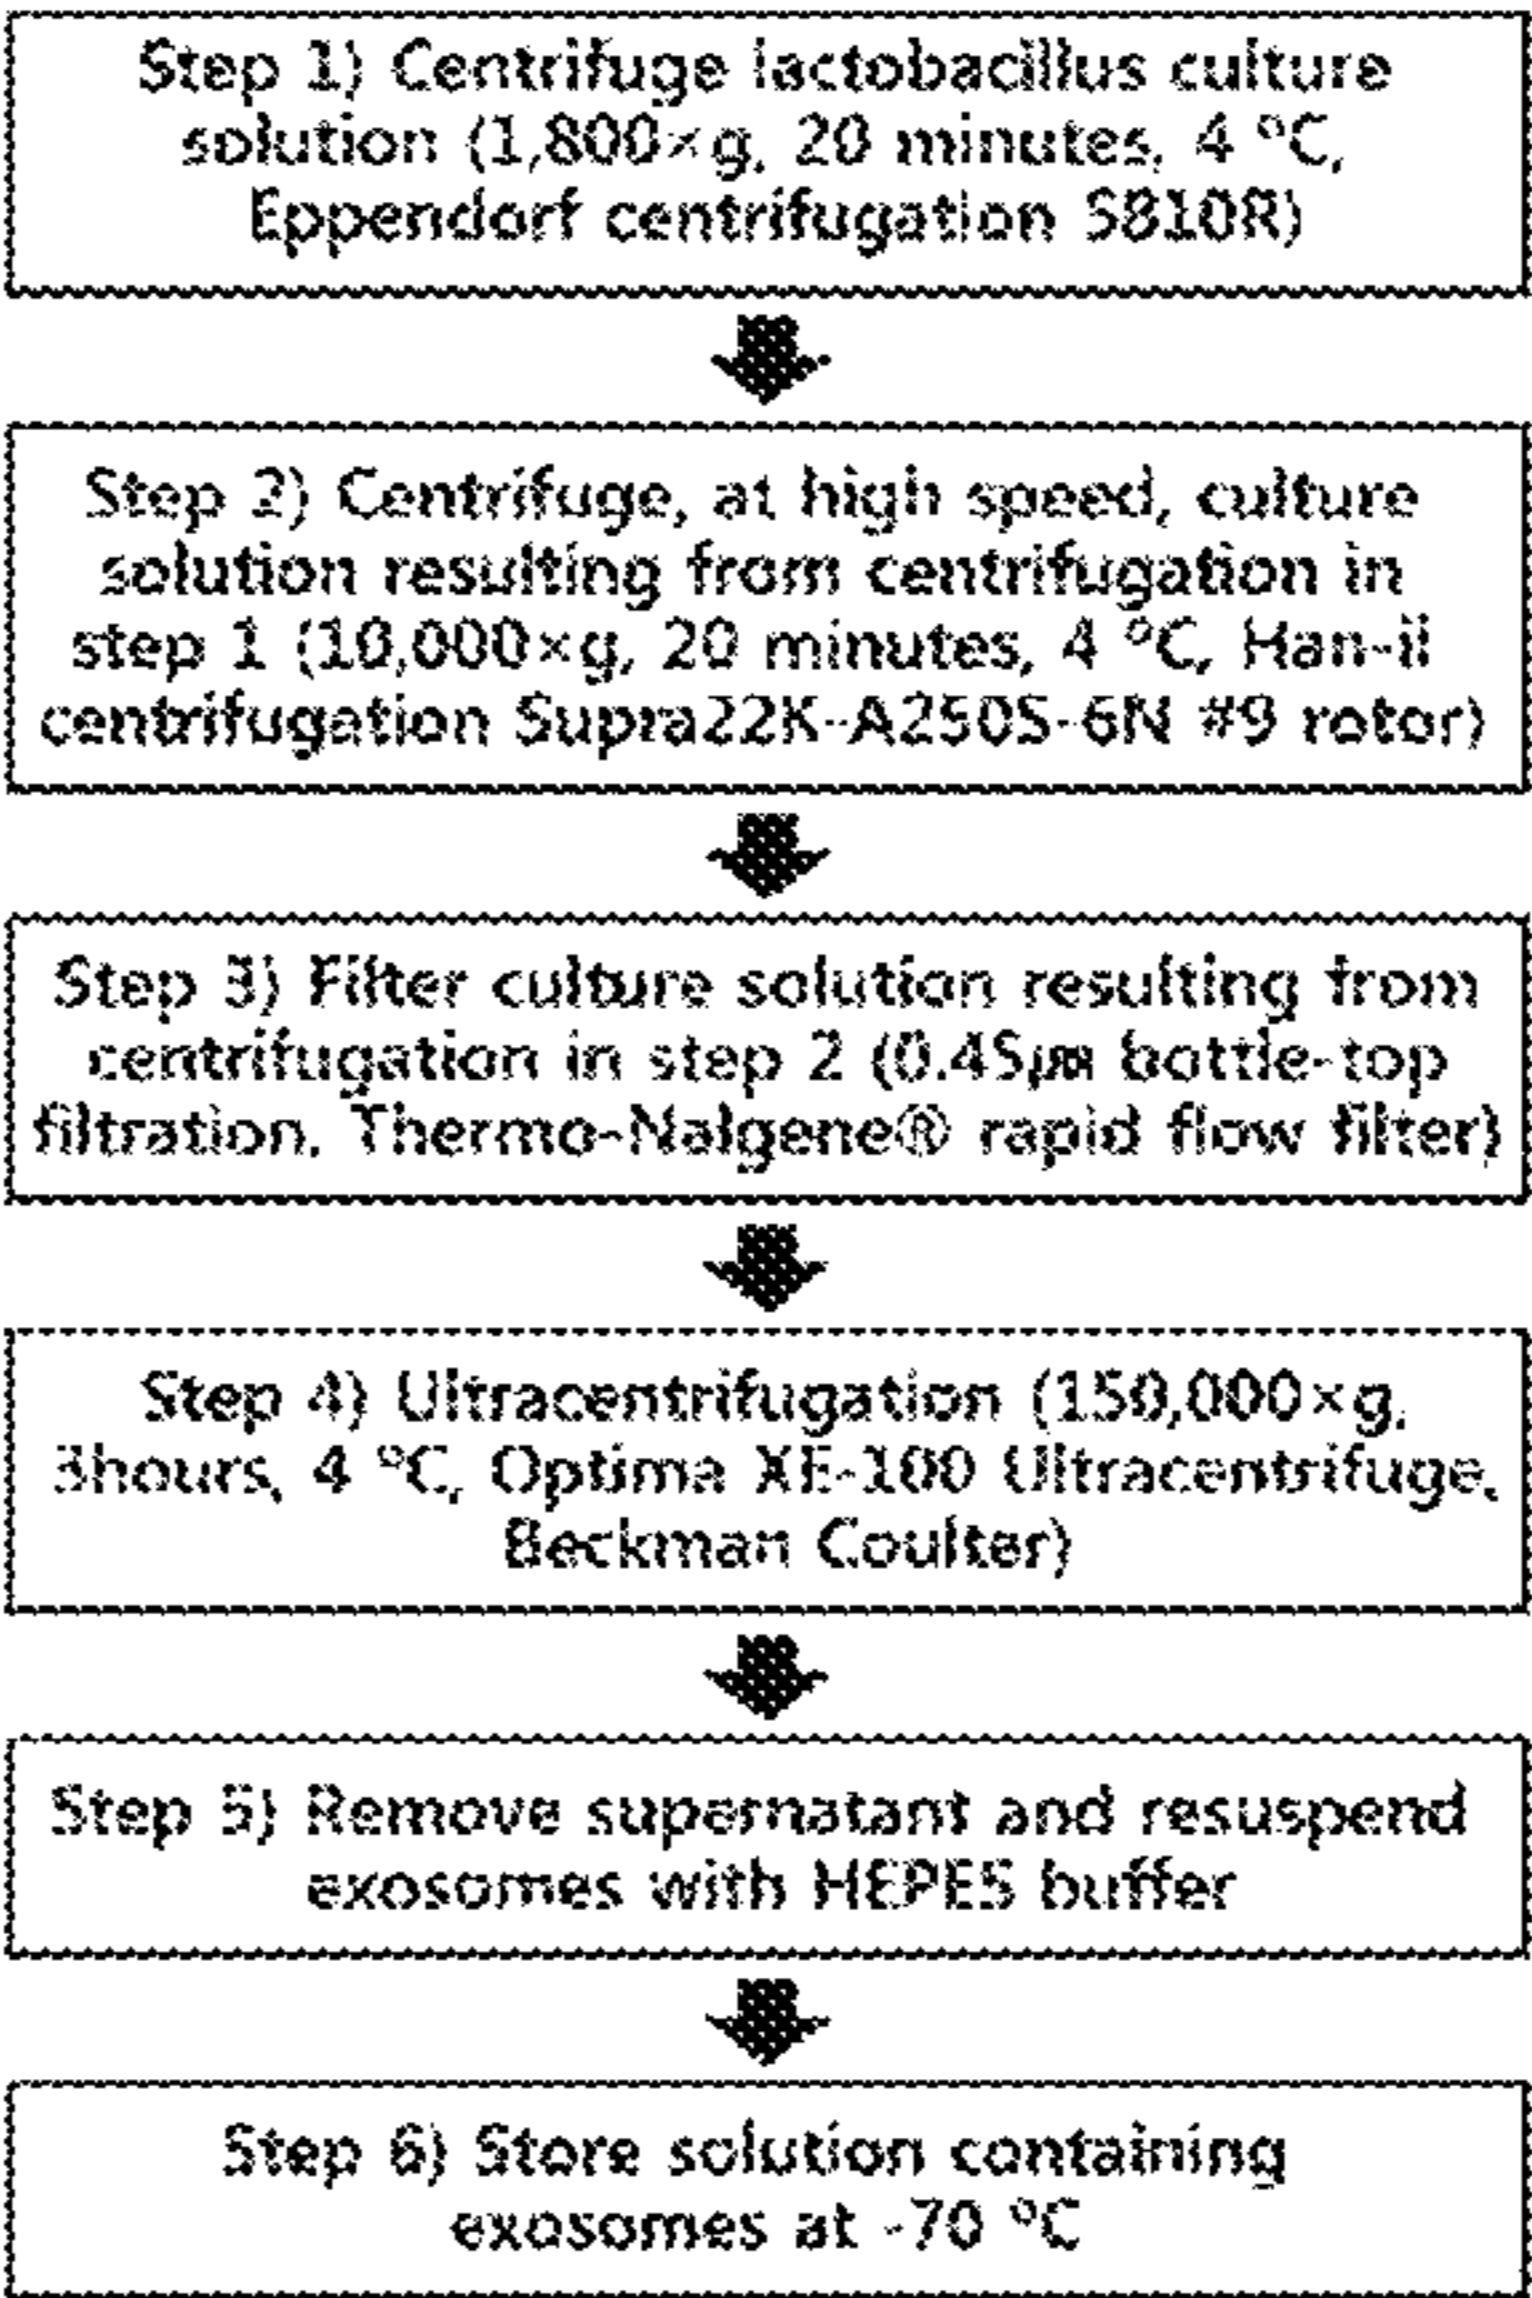 Step 1) Centrifuge lactobacillus culture
solution (1,800×g, 20 minutes, 4 °C,
Eppendorf centrifugation 5810R)
Step 2) Centrifuge, at high speed, culture
solution resulting from centrifugation in
step 1 (10,000×g, 20 minutes, 4 °C, Han-il
centrifugation Supra22K-A250S-6N #9 rotor)
Step 3) Filter culture solution resulting from
centrifugation in step 2 (0.45μm bottle-top
filtration, Thermo-Nalgene® rapid flow filter)
Step 4) Ultracentrifugation (150,000×g,
3hours, 4 °C, Optima XE-100 Ultracentrifuge,
Beckman Coulter)
Step 5) Remove supernatant and resuspend
exosomes with HEPES buffer
Step 6) Store solution containing
exosomes at -70 °C